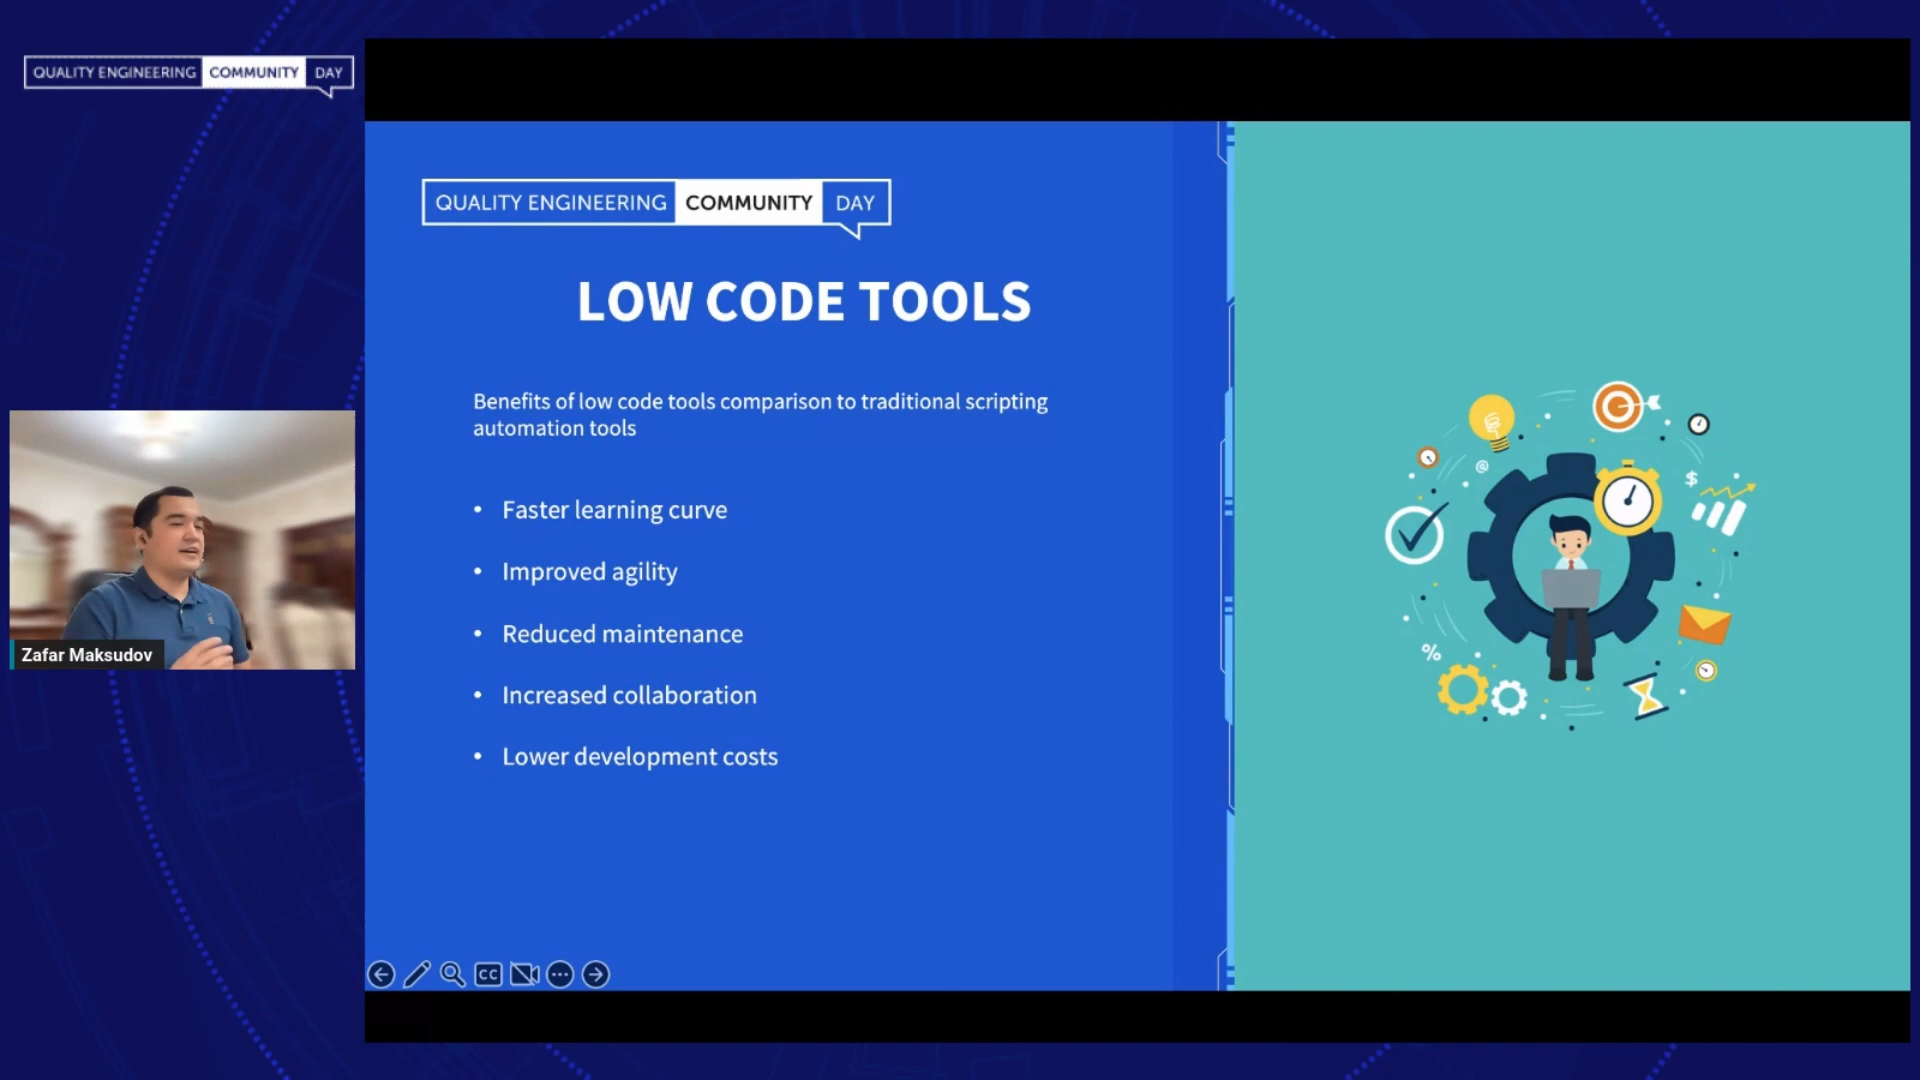 QUALITY ENGINEERING COMMUNITY DAY
QUALITY ENGINEERING COMMUNITY DAY
LOW CODE TOOLS
Benefits of low code tools comparison to traditional scripting
automation tools
• Faster learning curve
• Improved agility
• Reduced maintenance
• Increased collaboration
• Lower development costs
@
$
%
Zafar Maksudov
CC